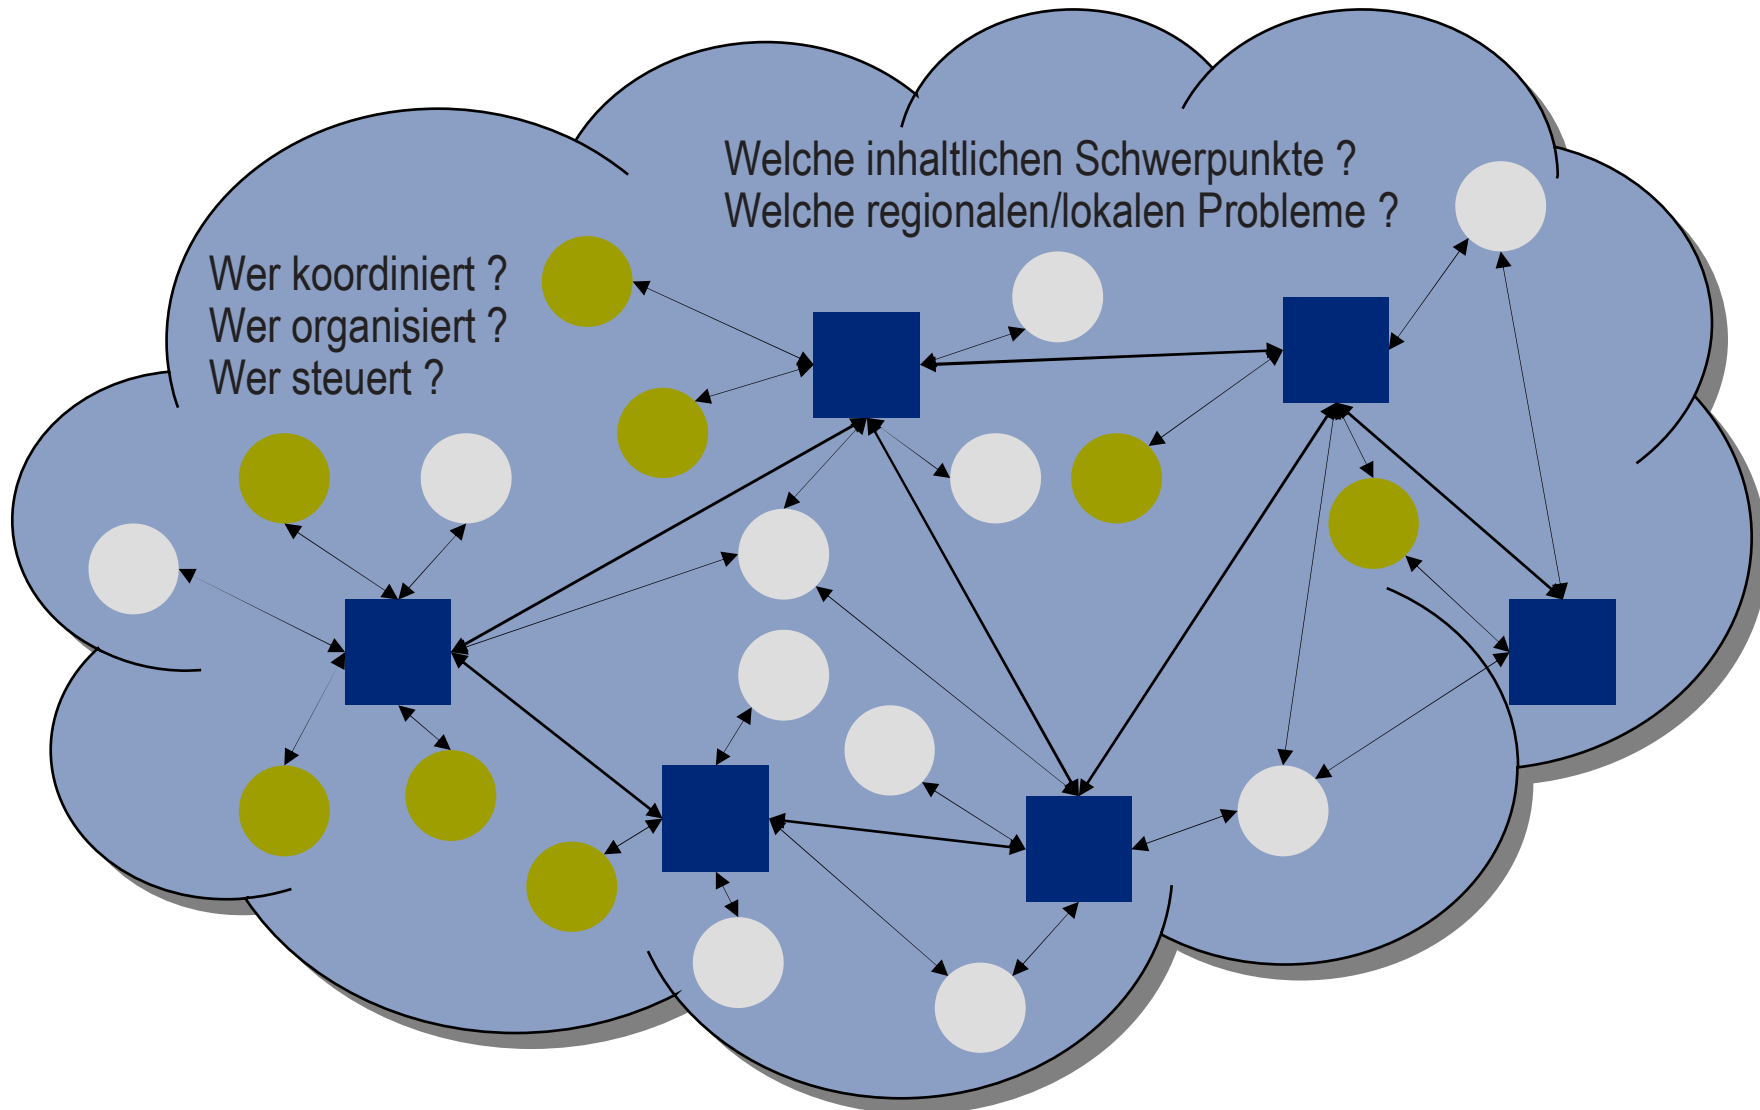 Welche inhaltlichen Schwerpunkte ?
Welche regionalen/lokalen Probleme ?
Wer koordiniert ?
Wer organisiert ?
Wer steuert ?